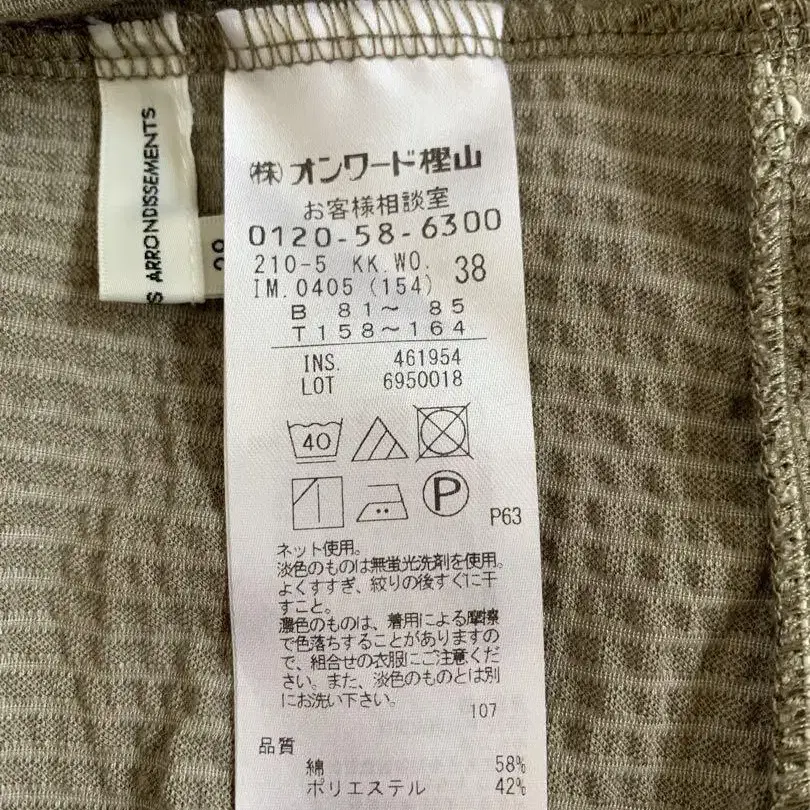 S ARRONDISSEMENTS
(株)オンワード樫山
お客様相談室
0120-58-6300
210-5 KK.WO.
38
IM.0405 (154)
B 81～ 85
T158～164
INS. 461954
LOT 6950018
40
P
P63
ネット使用。
淡色のものは無蛍光洗剤を使用。
よくすすぎ、絞りの後すぐに干
すこと。
濃色のものは、着用による摩擦
で色落ちすることがありますの
で、組合せの衣服にご注意くだ
さい。また、淡色のものとは別
にお洗い下さい。
107
品質
綿 58%
ポリエステル 42%